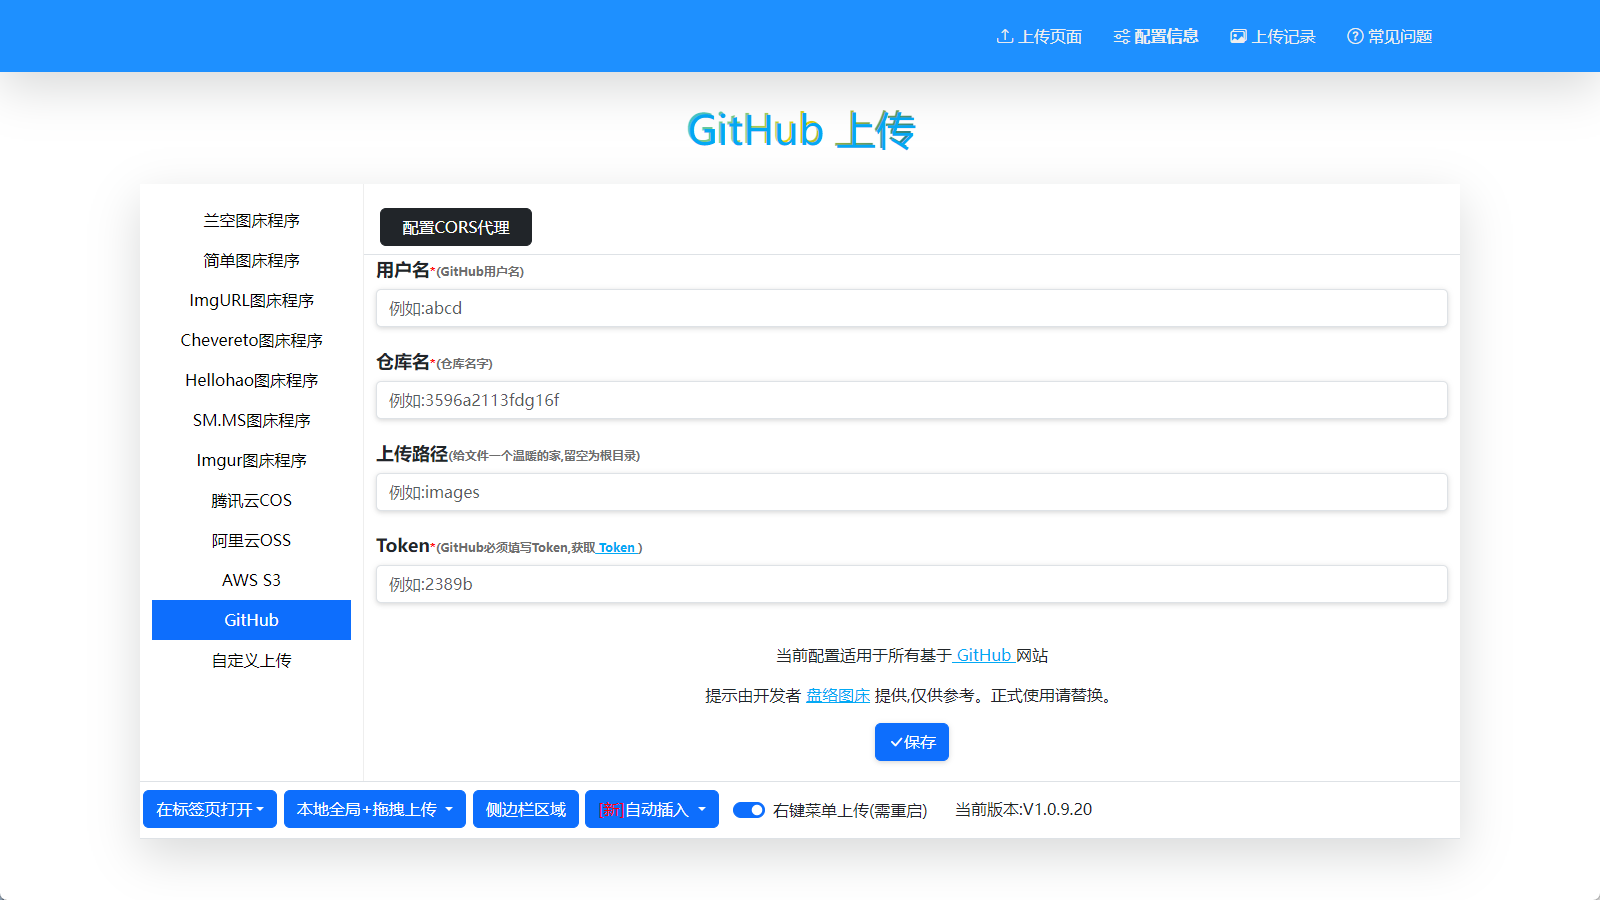 上传页面 配置信息 上传记录 常见问题
GitHub 上传
兰空图床程序
简单图床程序
ImgURL图床程序
Chevereto图床程序
Hellohao图床程序
SM.MS图床程序
Imgur图床程序
腾讯云COS
阿里云OSS
AWS S3
GitHub
自定义上传
配置CORS代理
用户名*(GitHub用户名)
例如:abcd
仓库名*(仓库名字)
例如:3596a2113fdg16f
上传路径(给文件一个温暖的家,留空为根目录)
例如:images
Token*(GitHub必须填写Token,获取 Token )
例如:2389b
当前配置适用于所有基于 GitHub 网站
提示由开发者 盘络图床 提供,仅供参考。正式使用请替换。
保存
在标签页打开 本地全局+拖拽上传 侧边栏区域 [新]自动插入 右键菜单上传(需重启) 当前版本:V1.0.9.20